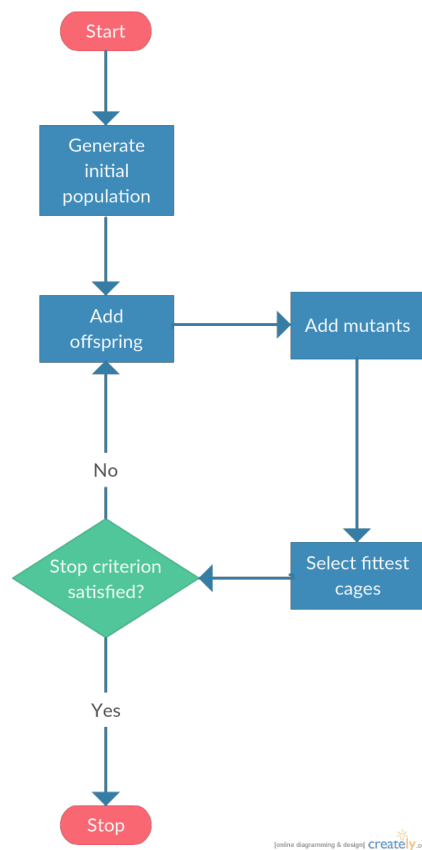 Start
Generate
initial
population
Add
offspring
Add mutants
No
Stop criterion
satisfied?
Select fittest
cages
Yes
Stop
[online diagramming & design] creately.c